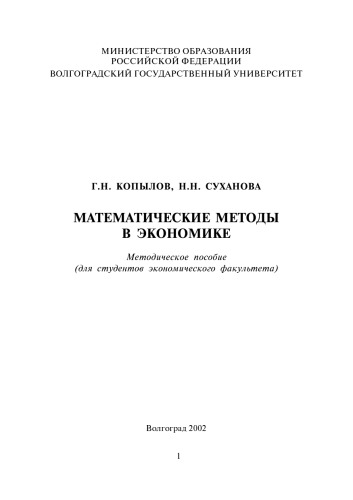 МИНИСТЕРСТВО ОБРАЗОВАНИЯ
РОССИЙСКОЙ ФЕДЕРАЦИИ
ВОЛГОГРАДСКИЙ ГОСУДАРСТВЕННЫЙ УНИВЕРСИТЕТ
Г.Н. КОПЫЛОВ, Н.Н. СУХАНОВА
МАТЕМАТИЧЕСКИЕ МЕТОДЫ
В ЭКОНОМИКЕ
Методическое пособие
(для студентов экономического факультета)
Волгоград 2002
1